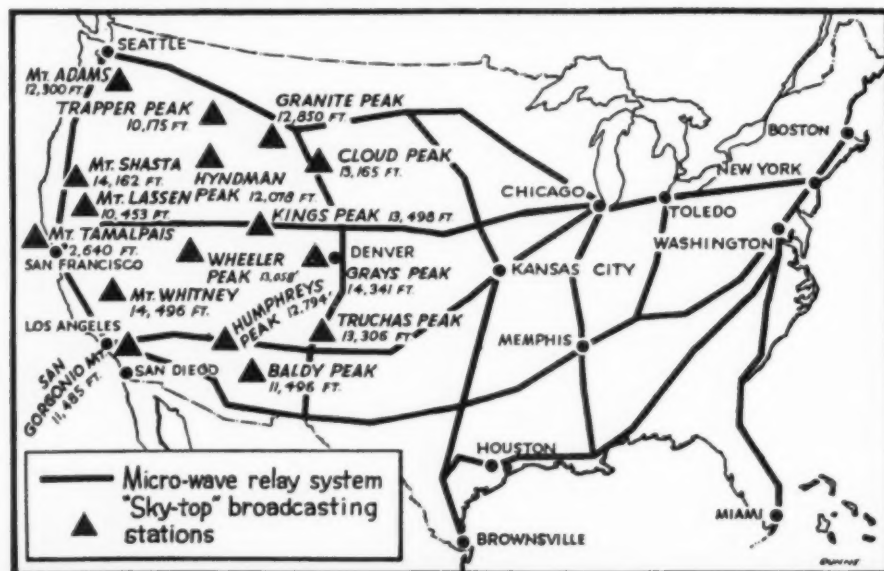 SEATTLE
MT. ADAMS
12,300 FT.
TRAPPER PEAK
10,175 FT.
GRANITE PEAK
12,850 FT.
BOSTON
MT. SHASTA
14,162 FT.
HYNDMAN
PEAK 12,078 FT.
CLOUD PEAK
13,165 FT.
NEW YORK
CHICAGO
MT. LASSEN
10,453 FT.
KINGS PEAK 13,498 FT.
TOLEDO
WASHINGTON
MT. TAMALPAIS
2,640 FT.
SAN FRANCISCO
WHEELER
PEAK 13,058'
DENVER
GRAYS PEAK
14,341 FT.
KANSAS CITY
MT. WHITNEY
14,496 FT.
HUMPHREYS
PEAK 12,794'
TRUCHAS PEAK
13,306 FT.
LOS ANGELES
MEMPHIS
SAN
GORGONIO MT.
11,485 FT.
SAN DIEGO
BALDY PEAK
11,496 FT.
HOUSTON
Micro-wave relay system
"Sky-top" broadcasting
stations
BROWNSVILLE
MIAMI
DUNNE